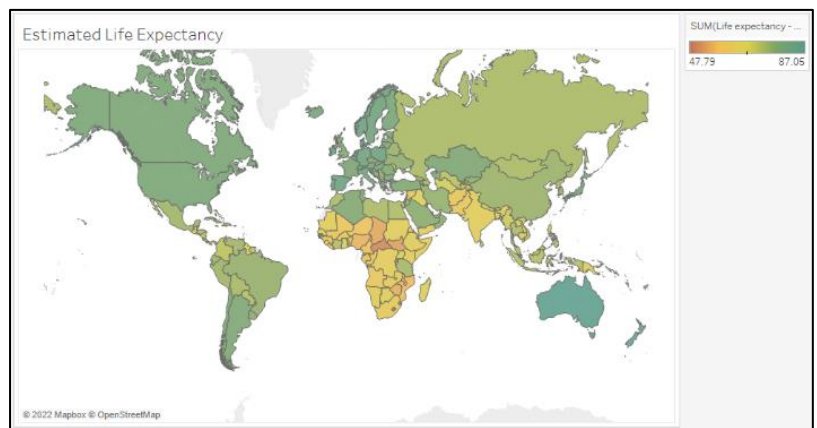 Estimated Life Expectancy
SUM(Life expectancy - ...
47.79 87.05
© 2022 Mapbox © OpenStreetMap